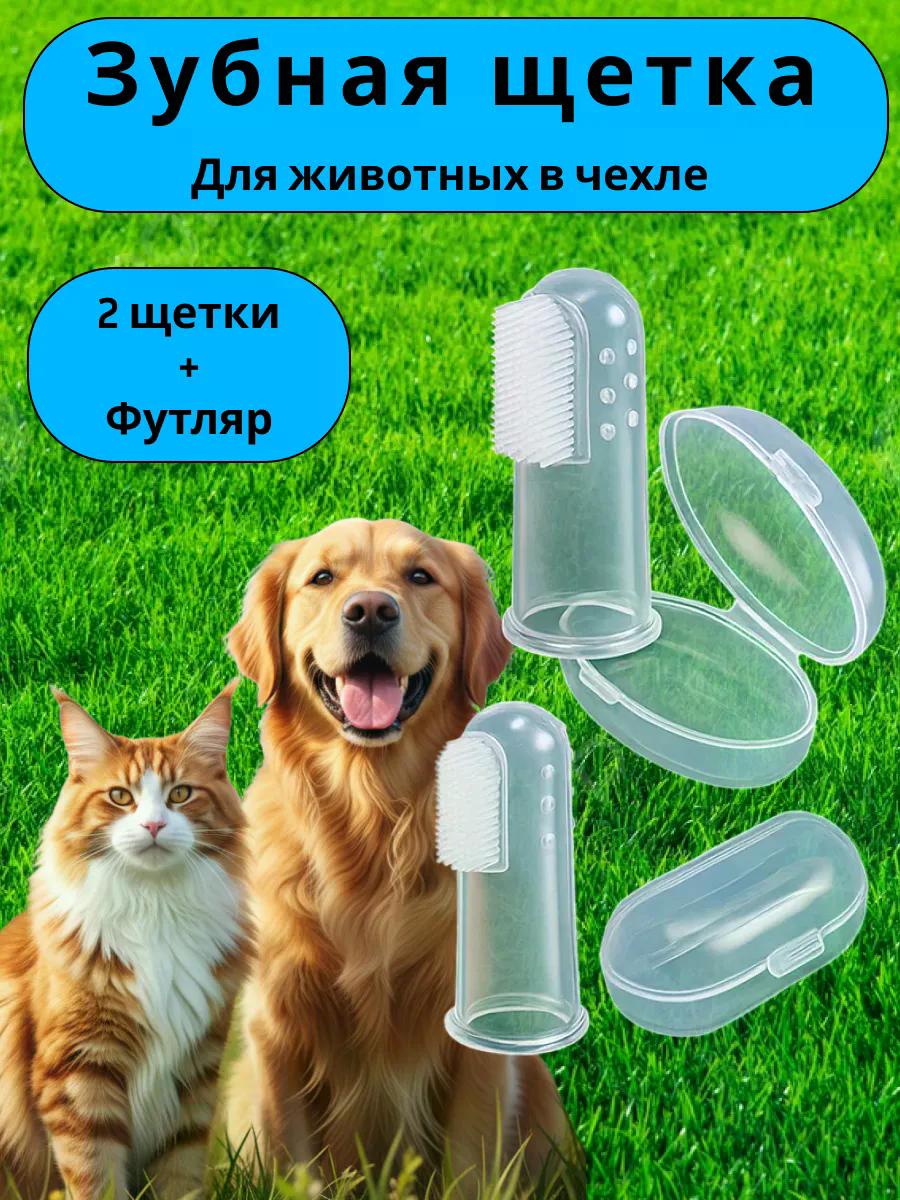 Зубная щетка
Для животных в чехле
2 щетки
+
Футляр